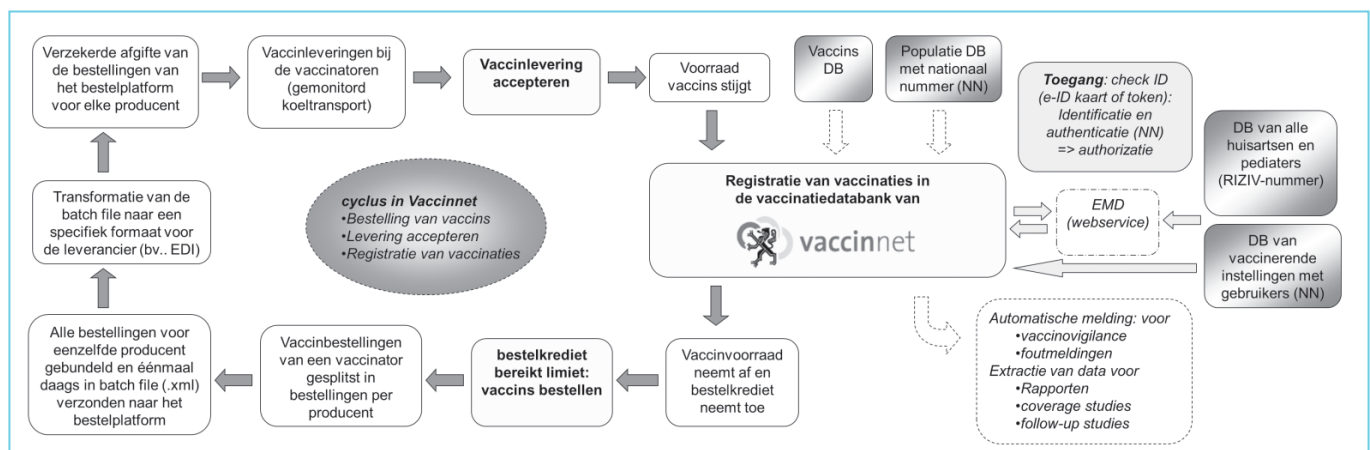 Verzekerde afgifte van
de bestellingen van
het bestelplatform
voor elke producent
Vaccinleveringen bij
de vaccinatoren
(gemonitord
koeltransport)
Vaccinlevering
accepteren
Voorraad
vaccins stijgt
Vaccins
DB
Populatie DB
met nationaal
nummer (NN)
Toegang: check ID
(e-ID kaart of token):
Identificatie en
authenticatie (NN)
=> authorizatie
DB van alle
huisartsen en
pediaters
(RIZIV-nummer)
Transformatie van de
batch file naar een
specifiek formaat voor
de leverancier (bv.. EDI)
cyclus in Vaccinnet
•Bestelling van vaccins
•Levering accepteren
•Registratie van vaccinaties
Registratie van vaccinaties in
de vaccinatiedatabank van
vaccinnet
EMD
(webservice)
DB van
vaccinerende
instellingen met
gebruikers (NN)
Alle bestellingen voor
eenzelfde producent
gebundeld en éénmaal
daags in batch file (.xml)
verzonden naar het
bestelplatform
Vaccinbestellingen
van een vaccinator
gesplitst in
bestellingen per
producent
bestelkrediet
bereikt limiet:
vaccins bestellen
Vaccinvoorraad
neemt af en
bestelkrediet
neemt toe
Automatische melding: voor
•vaccinovigilance
•foutmeldingen
Extractie van data voor
•Rapporten
•coverage studies
•follow-up studies